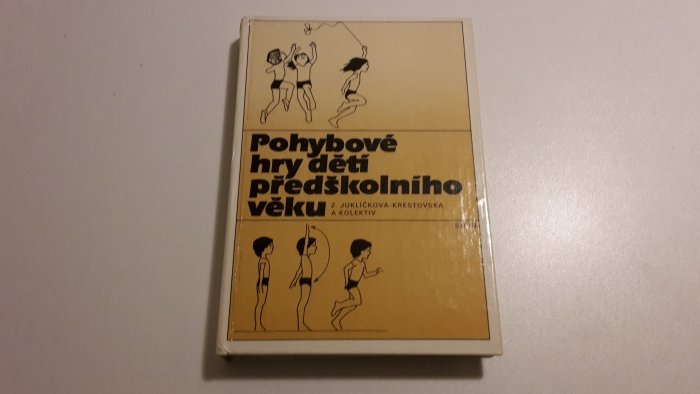 Pohybové
hry dětí
předškolního
věku
Z. JUKLÍČKOVÁ-KRESTOVSKÁ
A KOLEKTIV